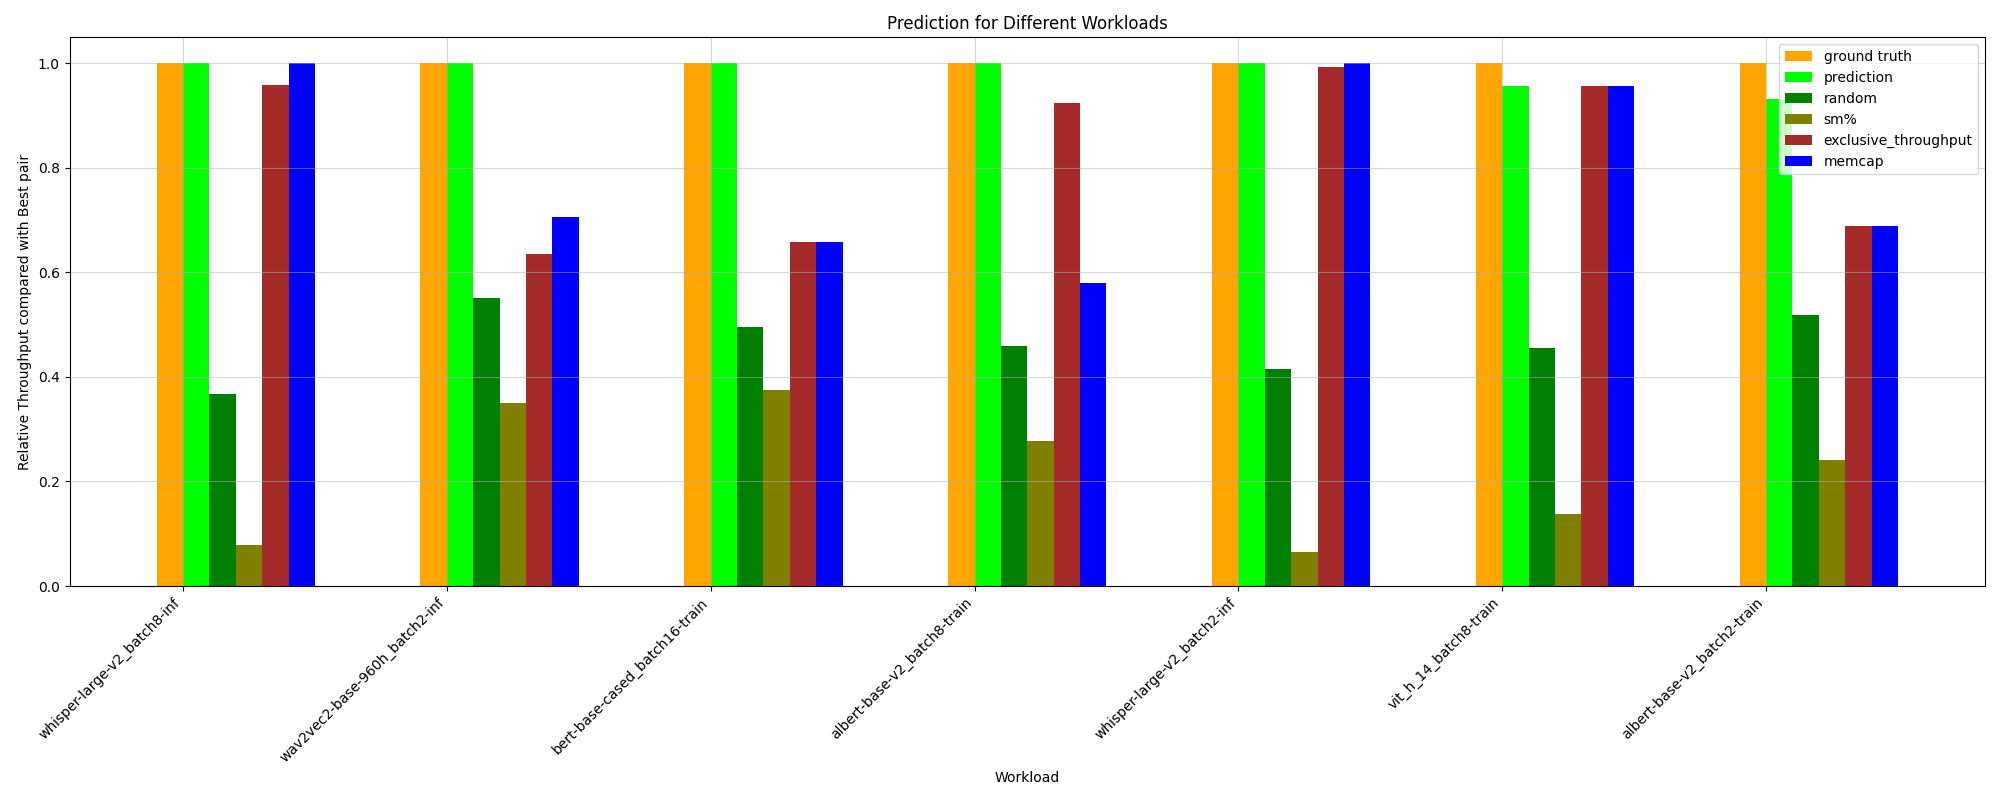 Prediction for Different Workloads
Relative Throughput compared with Best pair
1.0
0.8
0.6
0.4
0.2
0.0
ground truth
prediction
random
sm%
exclusive_throughput
memcap
whisper-large-v2_batch8-inf
wav2vec2-base-960h_batch2-inf
bert-base-cased_batch16-train
albert-base-v2_batch8-train
whisper-large-v2_batch2-inf
vit_h_14_batch8-train
albert-base-v2_batch2-train
Workload